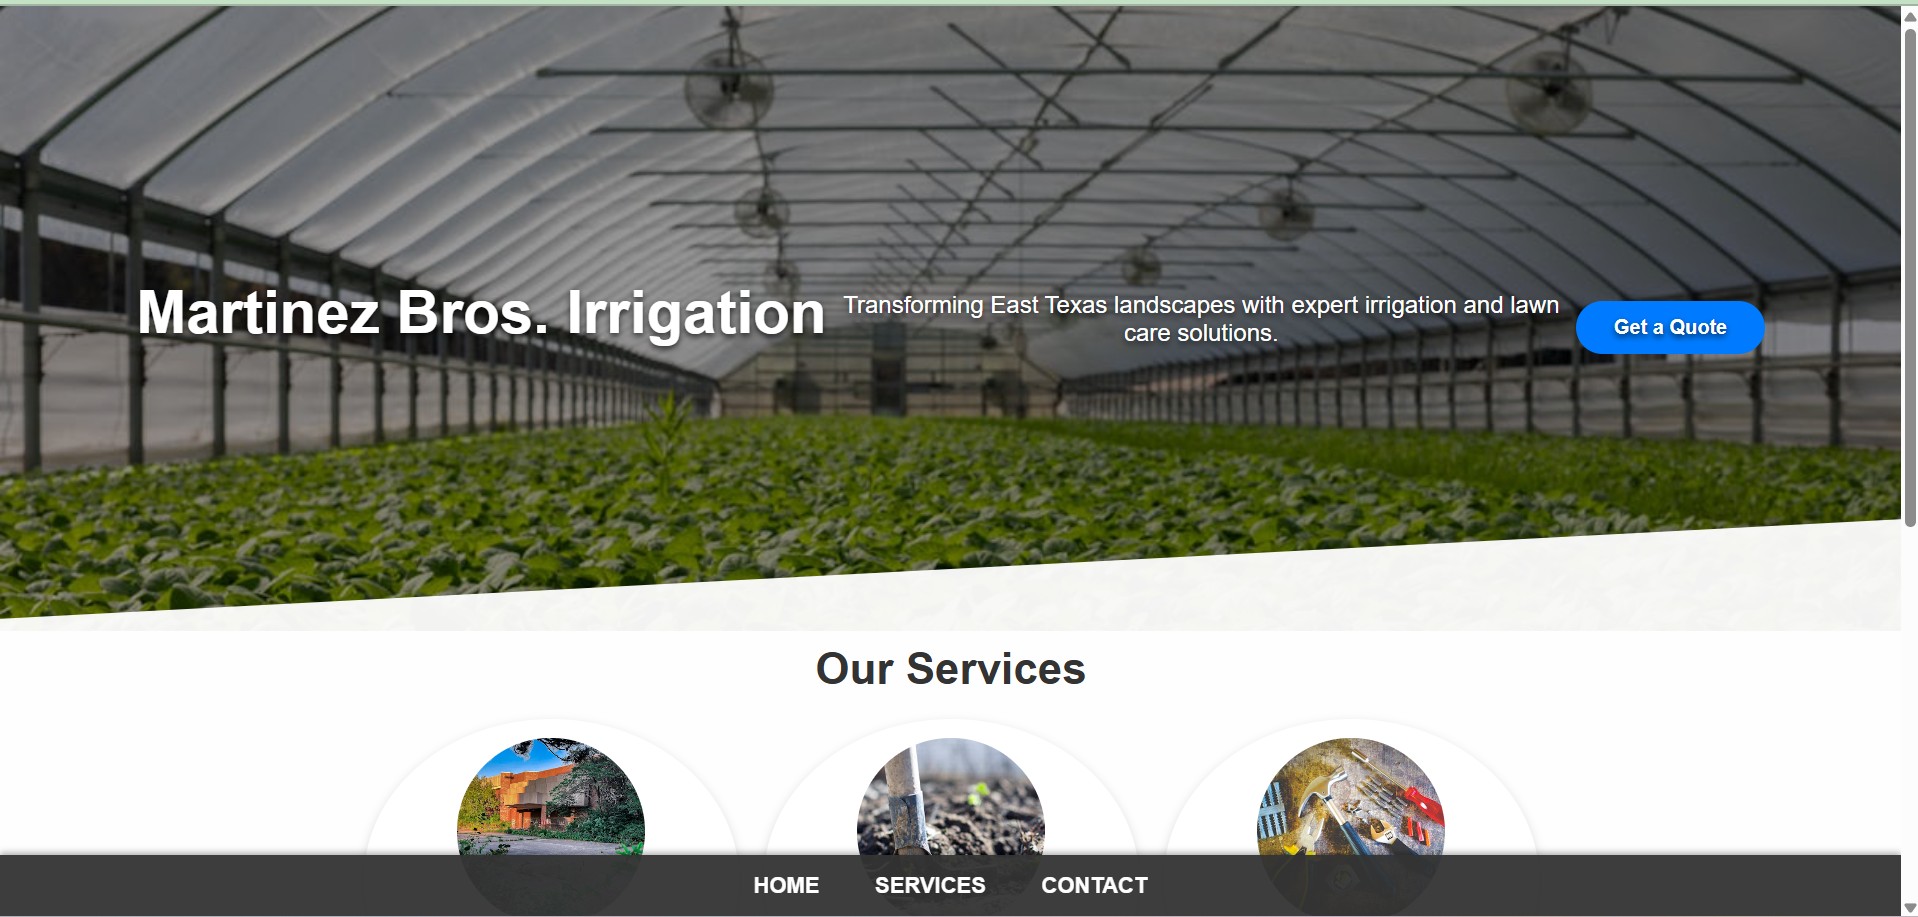 Martinez Bros. Irrigation
Transforming East Texas landscapes with expert irrigation and lawn
care solutions.
Get a Quote
Our Services
HOME SERVICES CONTACT